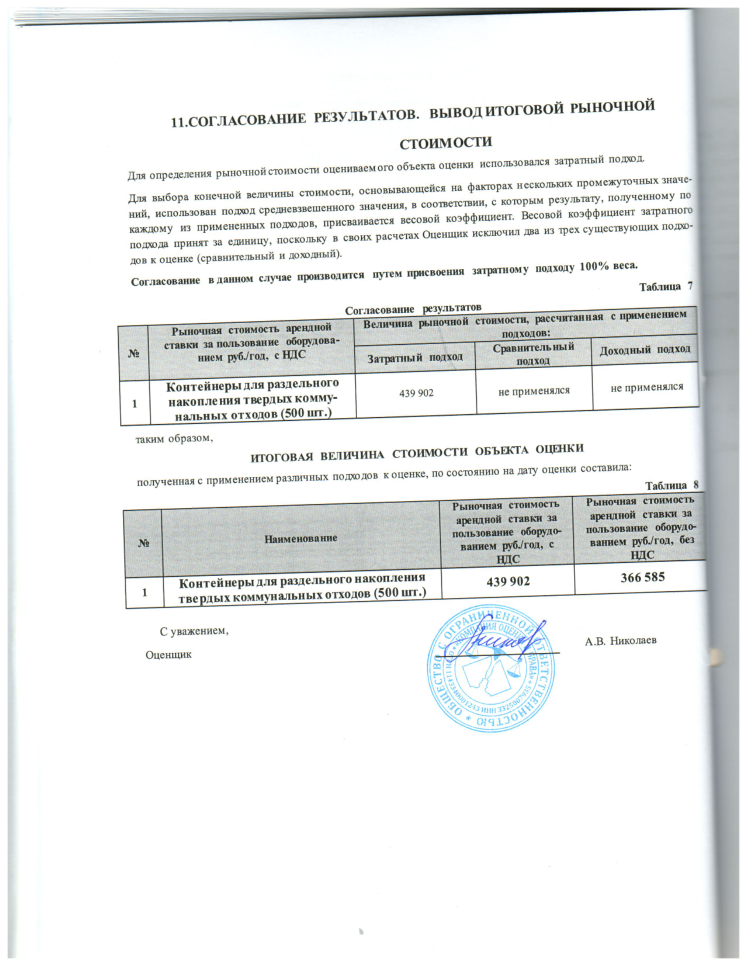 11.СОГЛАСОВАНИЕ РЕЗУЛЬТАТОВ. ВЫВОД ИТОГОВОЙ РЫНОЧНОЙ
СТОИМОСТИ
Для определения рыночной стоимости оцениваемого объекта оценки использовался затратный подход.
Для выбора конечной величины стоимости, основывающейся на факторах нескольких промежуточных значе-
ний, использован подход средневзвешенного значения, в соответствии, с которым результату, полученному по
каждому из примененных подходов, присваивается весовой коэффициент. Весовой коэффициент затратного
подхода принят за единицу, поскольку в своих расчетах Оценщик исключил два из трех существующих подхо-
дов к оценке (сравнительный и доходный).
Согласование в данном случае производится путем присвоения затратному подходу 100% веса.
Таблица 7
Согласование результатов
№
Рыночная стоимость арендной
ставки за пользование оборудова-
нием руб./год, с НДС
Величина рыночной стоимости, рассчитанная с применением
подходов:
Затратный подход
Сравнительный
подход
Доходный подход
1
Контейнеры для раздельного
накопления твердых комму-
нальных отходов (500 шт.)
439 902
не применялся
не применялся
таким образом,
ИТОГОВАЯ ВЕЛИЧИНА СТОИМОСТИ ОБЪЕКТА ОЦЕНКИ
полученная с применением различных подходов к оценке, по состоянию на дату оценки составила:
Таблица 8
№
Наименование
Рыночная стоимость
арендной ставки за
пользование оборудо-
ванием руб./год, с
НДС
Рыночная стоимость
арендной ставки за
пользование оборудо-
ванием руб./год, без
НДС
1
Контейнеры для раздельного накопления
твердых коммунальных отходов (500 шт.)
439 902
366 585
С уважением,
Оценщик
А.В. Николаев
ОБЩЕСТВО С ОГРАНИЧЕННОЙ ОТВЕТСТВЕННОСТЬЮ